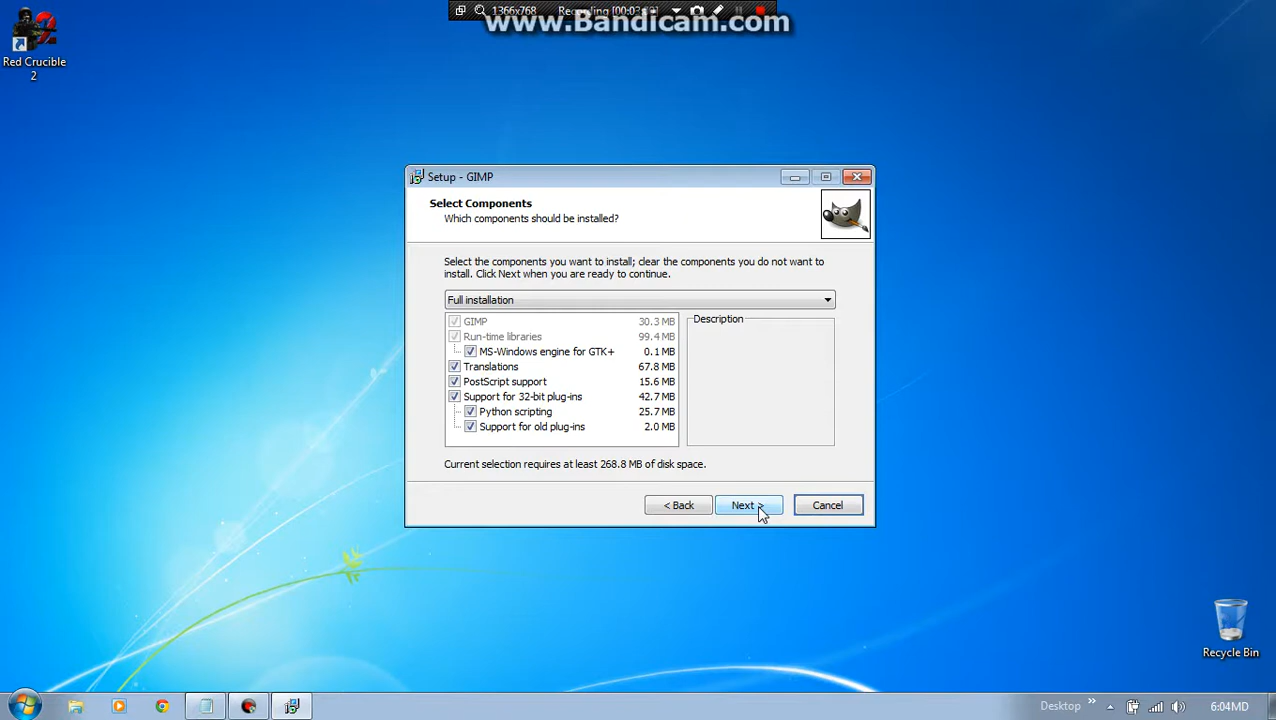 1366x768
www.Bandicam.com
Red Crucible
2
Setup - GIMP
Select Components
Which components should be installed?
Select the components you want to install; clear the components you do not want to
install. Click Next when you are ready to continue.
Full installation
GIMP 30.3 MB
Run-time libraries 99.4 MB
MS-Windows engine for GTK+ 0.1 MB
Translations 67.8 MB
PostScript support 15.6 MB
Support for 32-bit plug-ins 42.7 MB
Python scripting 25.7 MB
Support for old plug-ins 2.0 MB
Description
Current selection requires at least 268.8 MB of disk space.
< Back
Next >
Cancel
Recycle Bin
Desktop
6:04MD